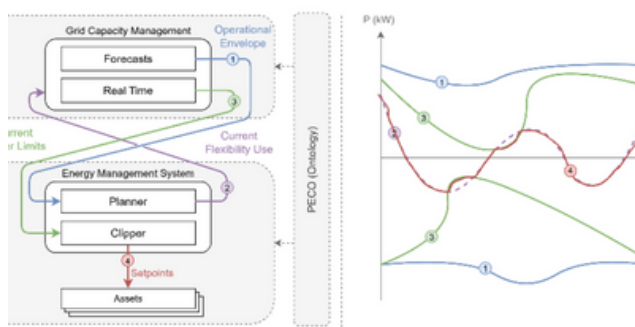 Grid Capacity Management
Operational
Envelope
Forecasts
1
Real Time
3
Current
Flexibility Use
Limits
Energy Management System
Planner
2
Clipper
4
Setpoints
Assets
PECO (Ontology)
P (kW)
1
3
2
4
3
1